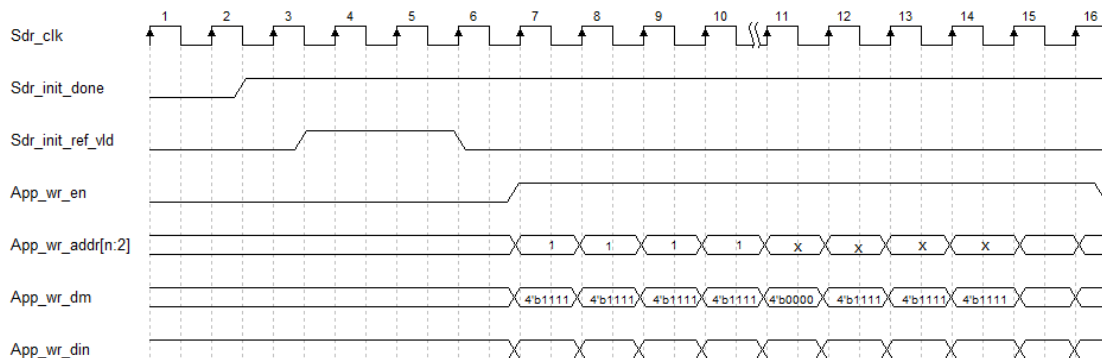 1 2 3 4 5 6 7 8 9 10 11 12 13 14 15 16
Sdr_clk
Sdr_init_done
Sdr_init_ref_vld
App_wr_en
App_wr_addr[n:2] 1 1 1 1 X X X X
App_wr_dm 4'b1111 4'b1111 4'b1111 4'b1111 4'b0000 4'b1111 4'b1111 4'b1111
App_wr_din